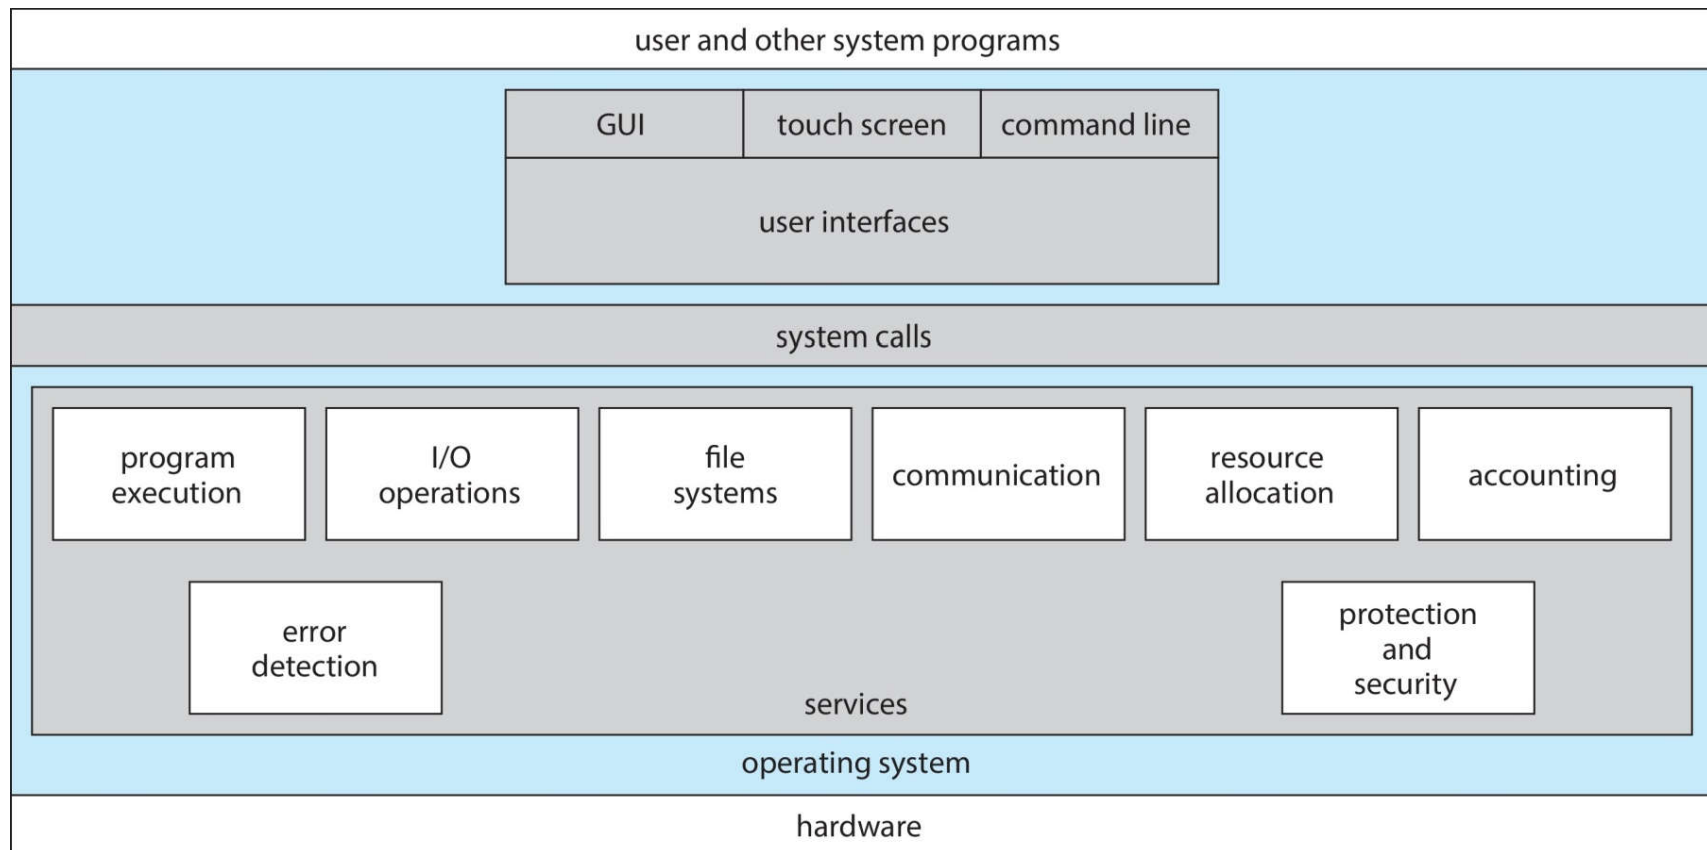 user and other system programs
GUI
touch screen
command line
user interfaces
system calls
program
execution
I/O
operations
file
systems
communication
resource
allocation
accounting
error
detection
protection
and
security
services
operating system
hardware